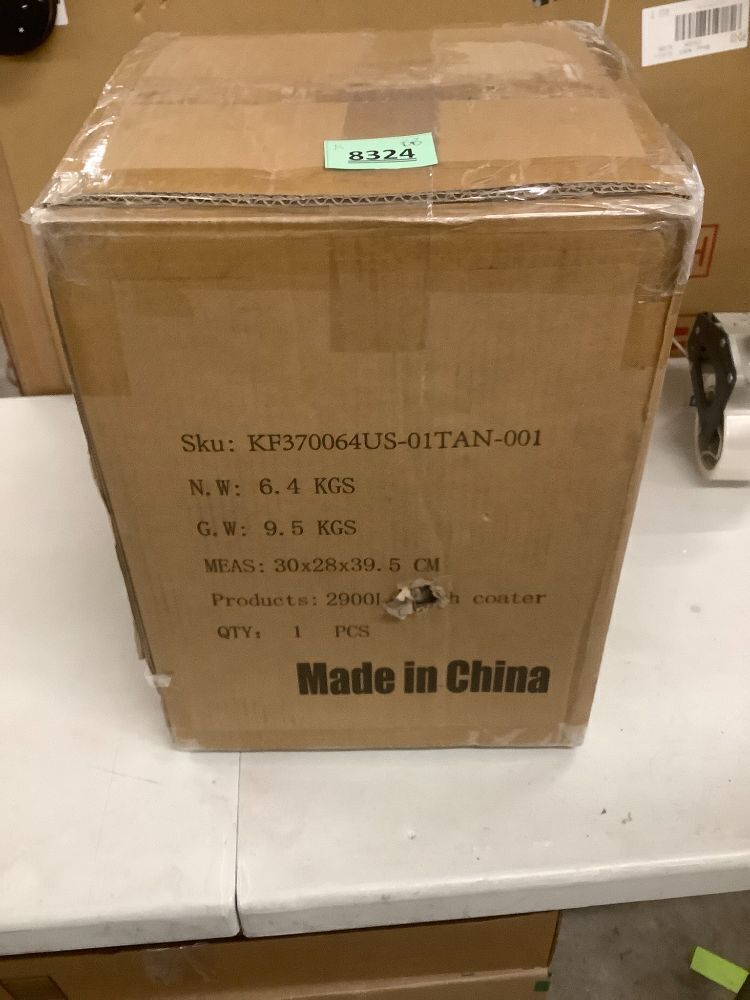 8324
Sku: KF370064US-01TAN-001
N.W: 6.4 KGS
G.W: 9.5 KGS
MEAS: 30x28x39.5 CM
Products: coater
QTY: 1 PCS
Made in China